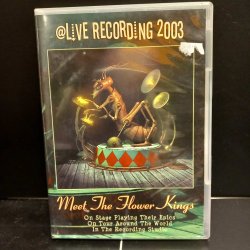 @LIVE RECORDING 2003
Meet The Flower Kings
On Stage Playing Their Epics
On Tour Around The World
In The Recording Studio